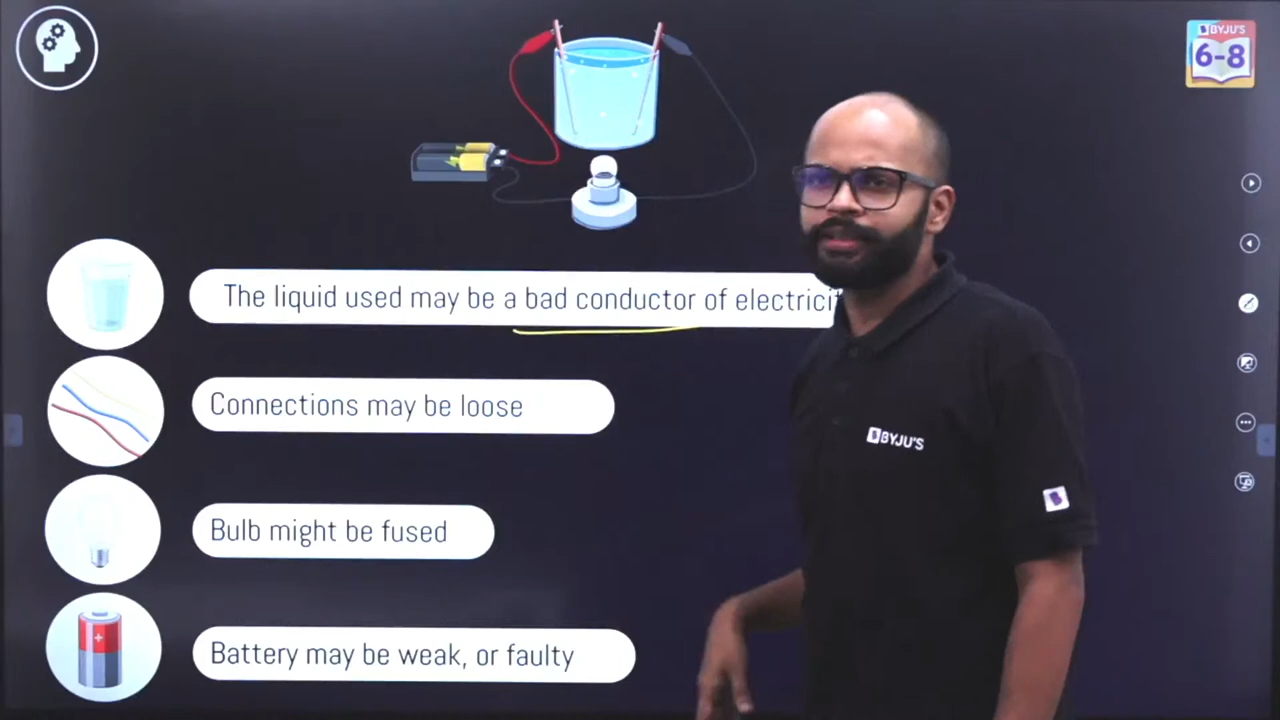 BYJU'S
6-8
The liquid used may be a bad conductor of
Connections may be loose
BYJU'S
Bulb might be fused
Battery may be weak, or faulty